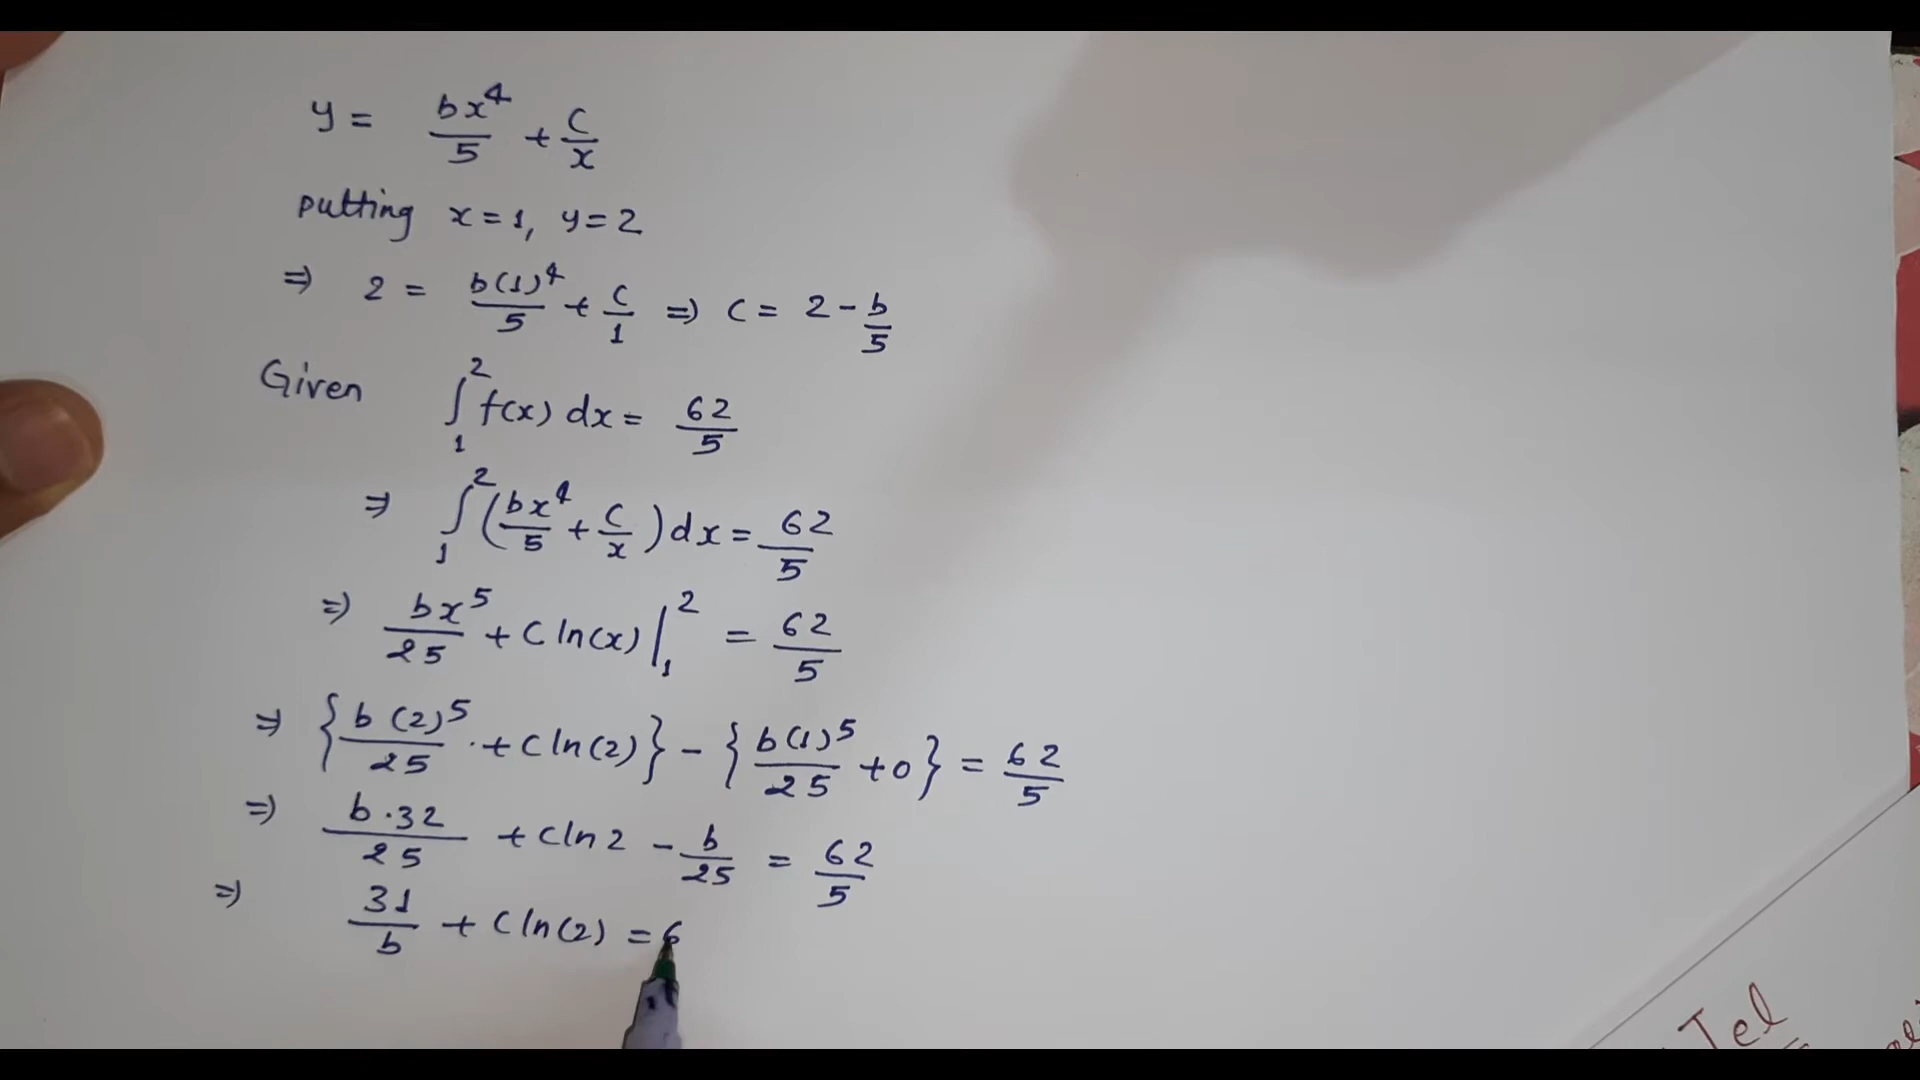 y = bx⁴/5 + c/x
putting x = 1, y = 2
⇒ 2 = b(1)⁴/5 + c/1 ⇒ c = 2 - b/5
Given ∫₁² f(x) dx = 62/5
⇒ ∫₁² (bx⁴/5 + c/x) dx = 62/5
⇒ bx⁵/25 + c ln(x) |₁² = 62/5
⇒ {b(2)⁵/25 · + c ln(2)} - {b(1)⁵/25 + 0} = 62/5
⇒ b·32/25 + c ln 2 - b/25 = 62/5
⇒ 31/b + c ln(2) = 6
Tel